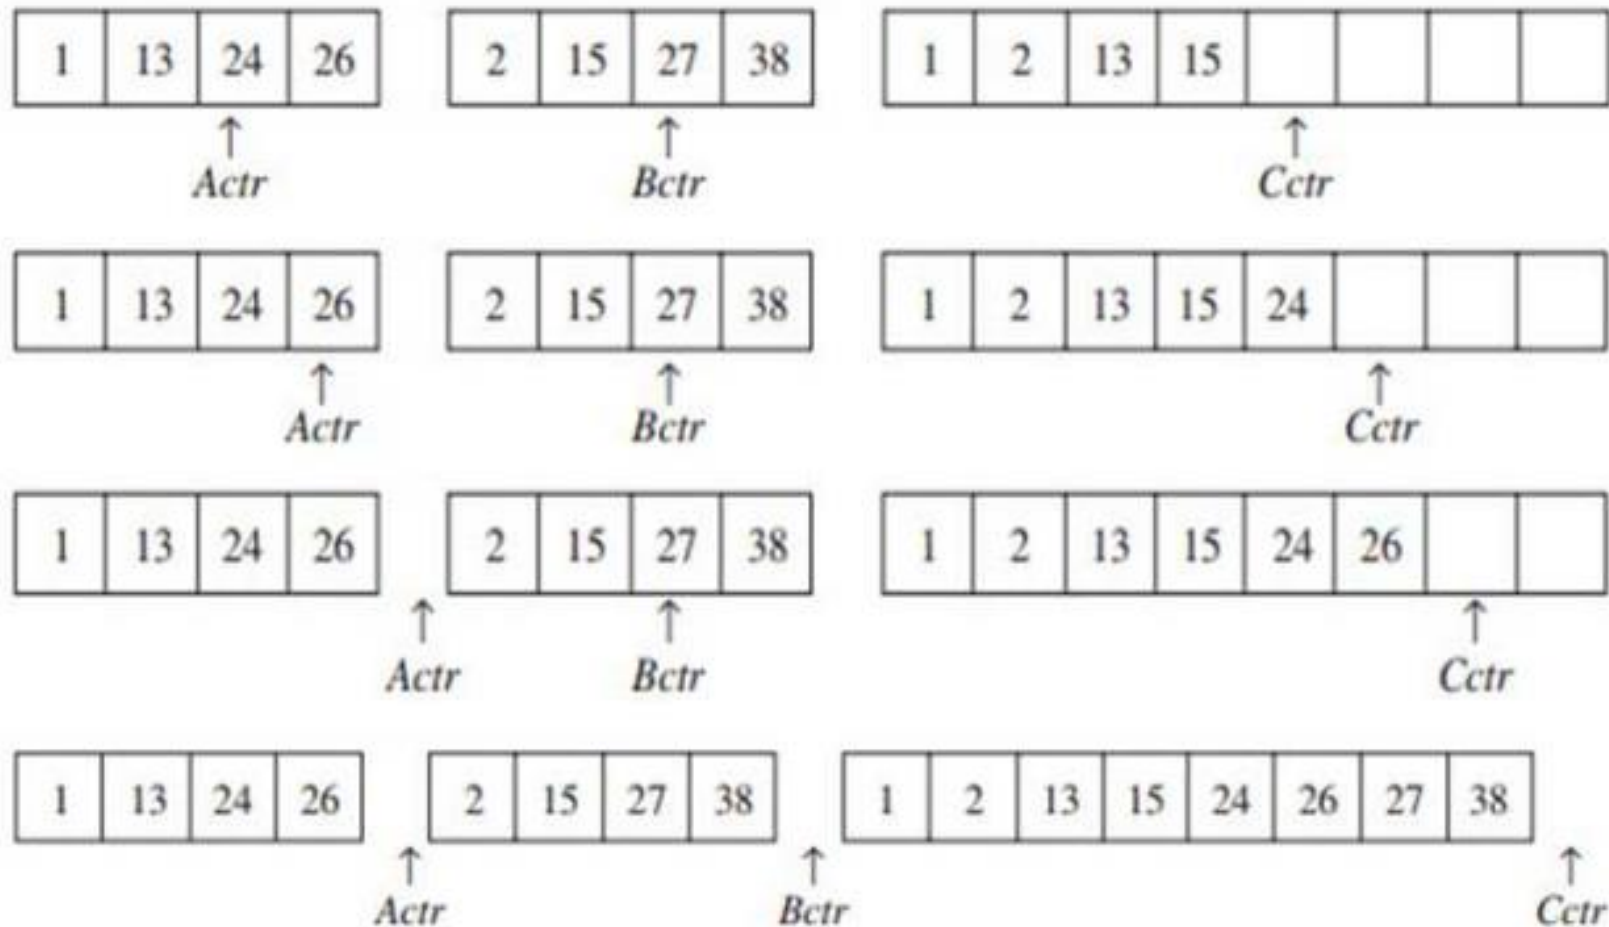 1 13 24 26 2 15 27 38 1 2 13 15
Actr Bctr Cctr
1 13 24 26 2 15 27 38 1 2 13 15 24
Actr Bctr Cctr
1 13 24 26 2 15 27 38 1 2 13 15 24 26
Actr Bctr Cctr
1 13 24 26 2 15 27 38 1 2 13 15 24 26 27 38
Actr Bctr Cctr